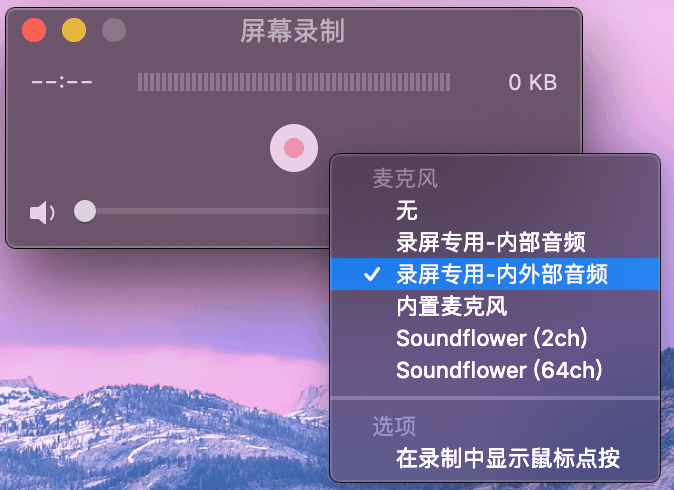 屏幕录制
--:--
0 KB
麦克风
无
录屏专用-内部音频
录屏专用-内外部音频
内置麦克风
Soundflower (2ch)
Soundflower (64ch)
选项
在录制中显示鼠标点按